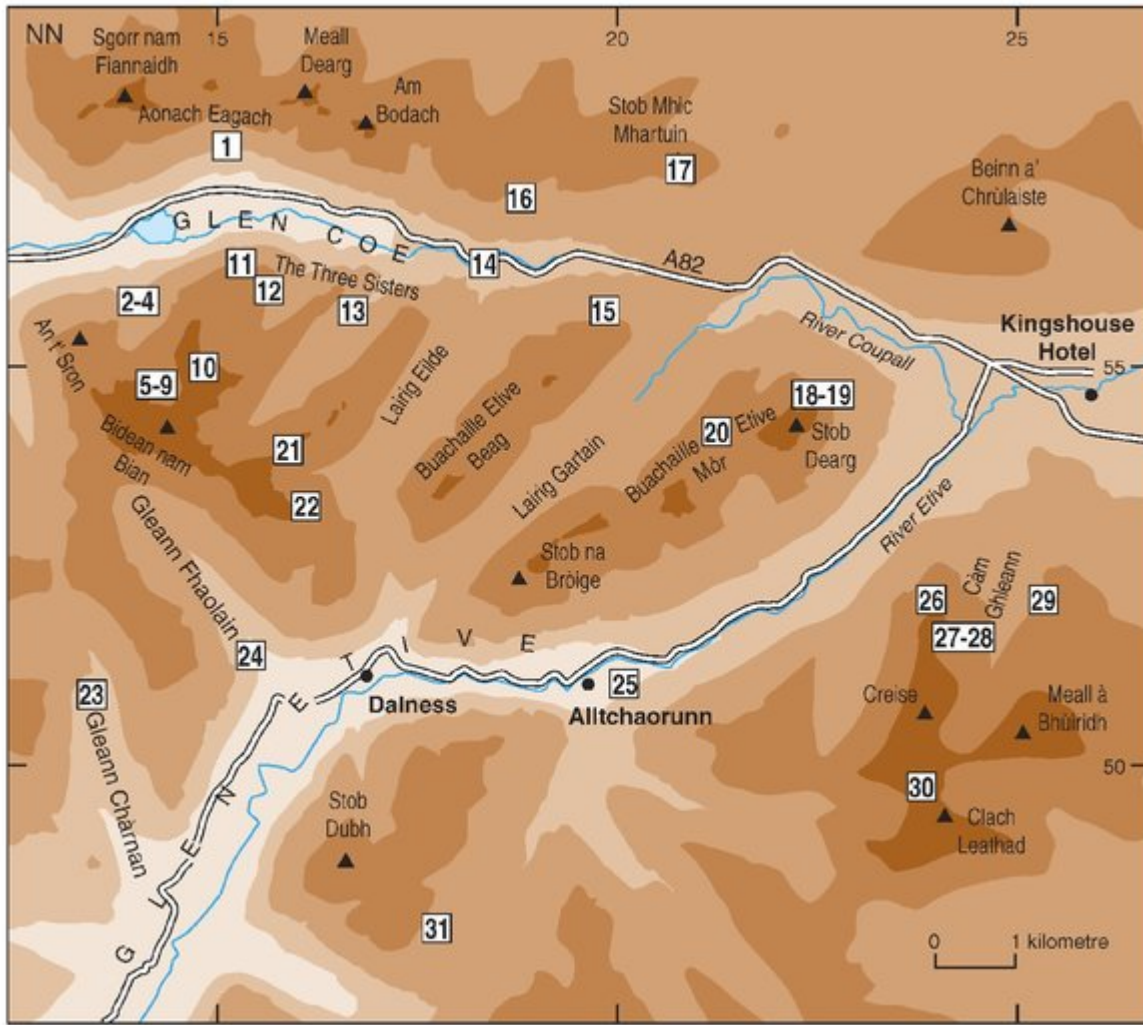 NN
15
20
25
Sgorr nam
Fiannaidh
Meall
Dearg
Am
Bodach
Aonach Eagach
Stob Mhic
Mhartuin
Beinn a'
Chrùlaiste
1
17
16
GLEN COE
A82
14
11
12
The Three Sisters
13
15
2-4
An t' Sron
River Coupall
Kingshouse
Hotel
55
10
5-9
Bidean nam
Bian
Lairig Eilde
Buachaille Etive
Beag
18-19
20
Stob
Dearg
Buachaille Etive
Mòr
21
22
Lairig Gartain
River Etive
Gleann Fhaolain
Stob na
Bròige
26
Càm
Ghleann
29
27-28
24
23
Gleann Chàrnan
GLEN ETIVE
Dalness
25
Alltchaorunn
Creise
Meall à
Bhùiridh
50
30
Clach
Leathad
Stob
Dubh
31
0
1 kilometre